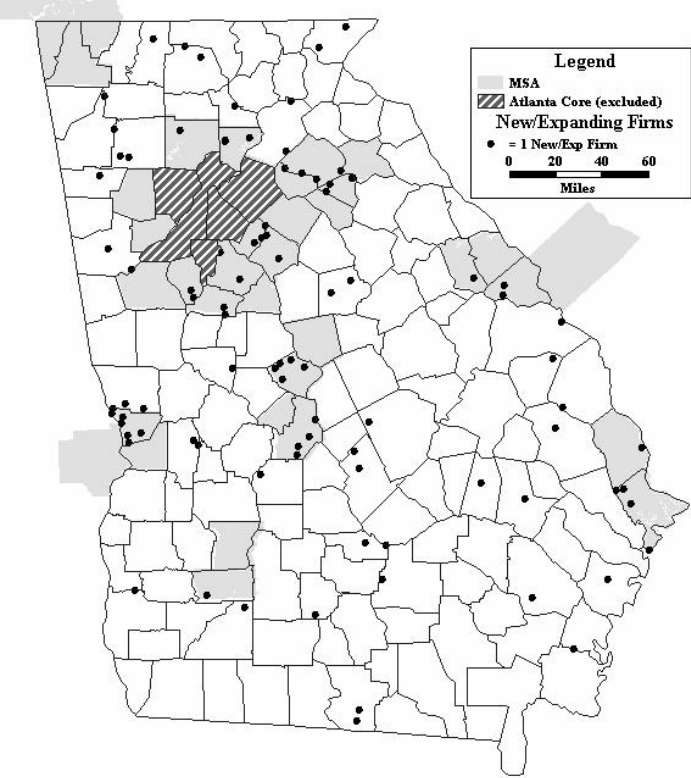 Legend
MSA
Atlanta Core (excluded)
New/Expanding Firms
= 1 New/Exp Firm
0 20 40 60
Miles